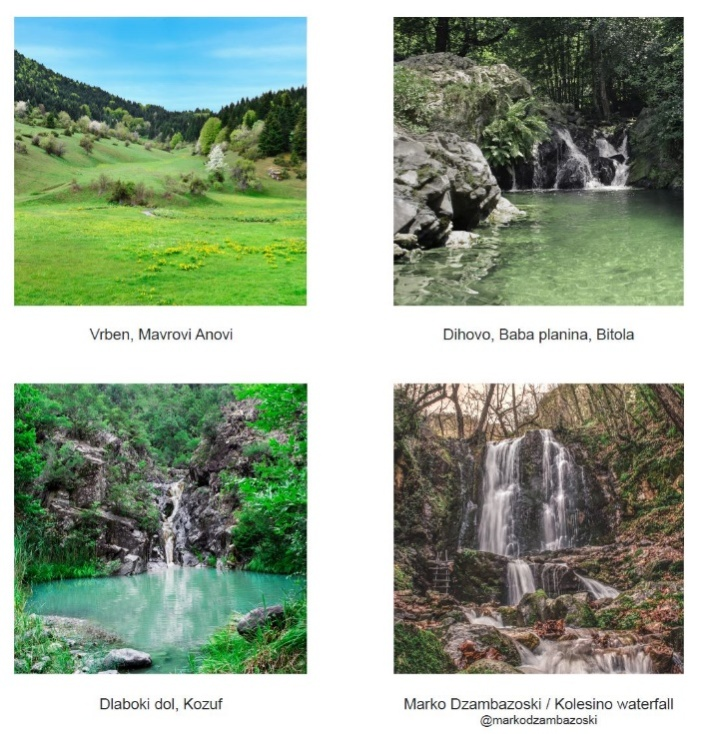 Vrben, Mavrovi Anovi
Dihovo, Baba planina, Bitola
Dlaboki dol, Kozuf
Marko Dzambazoski / Kolesino waterfall
@markodzambazoski